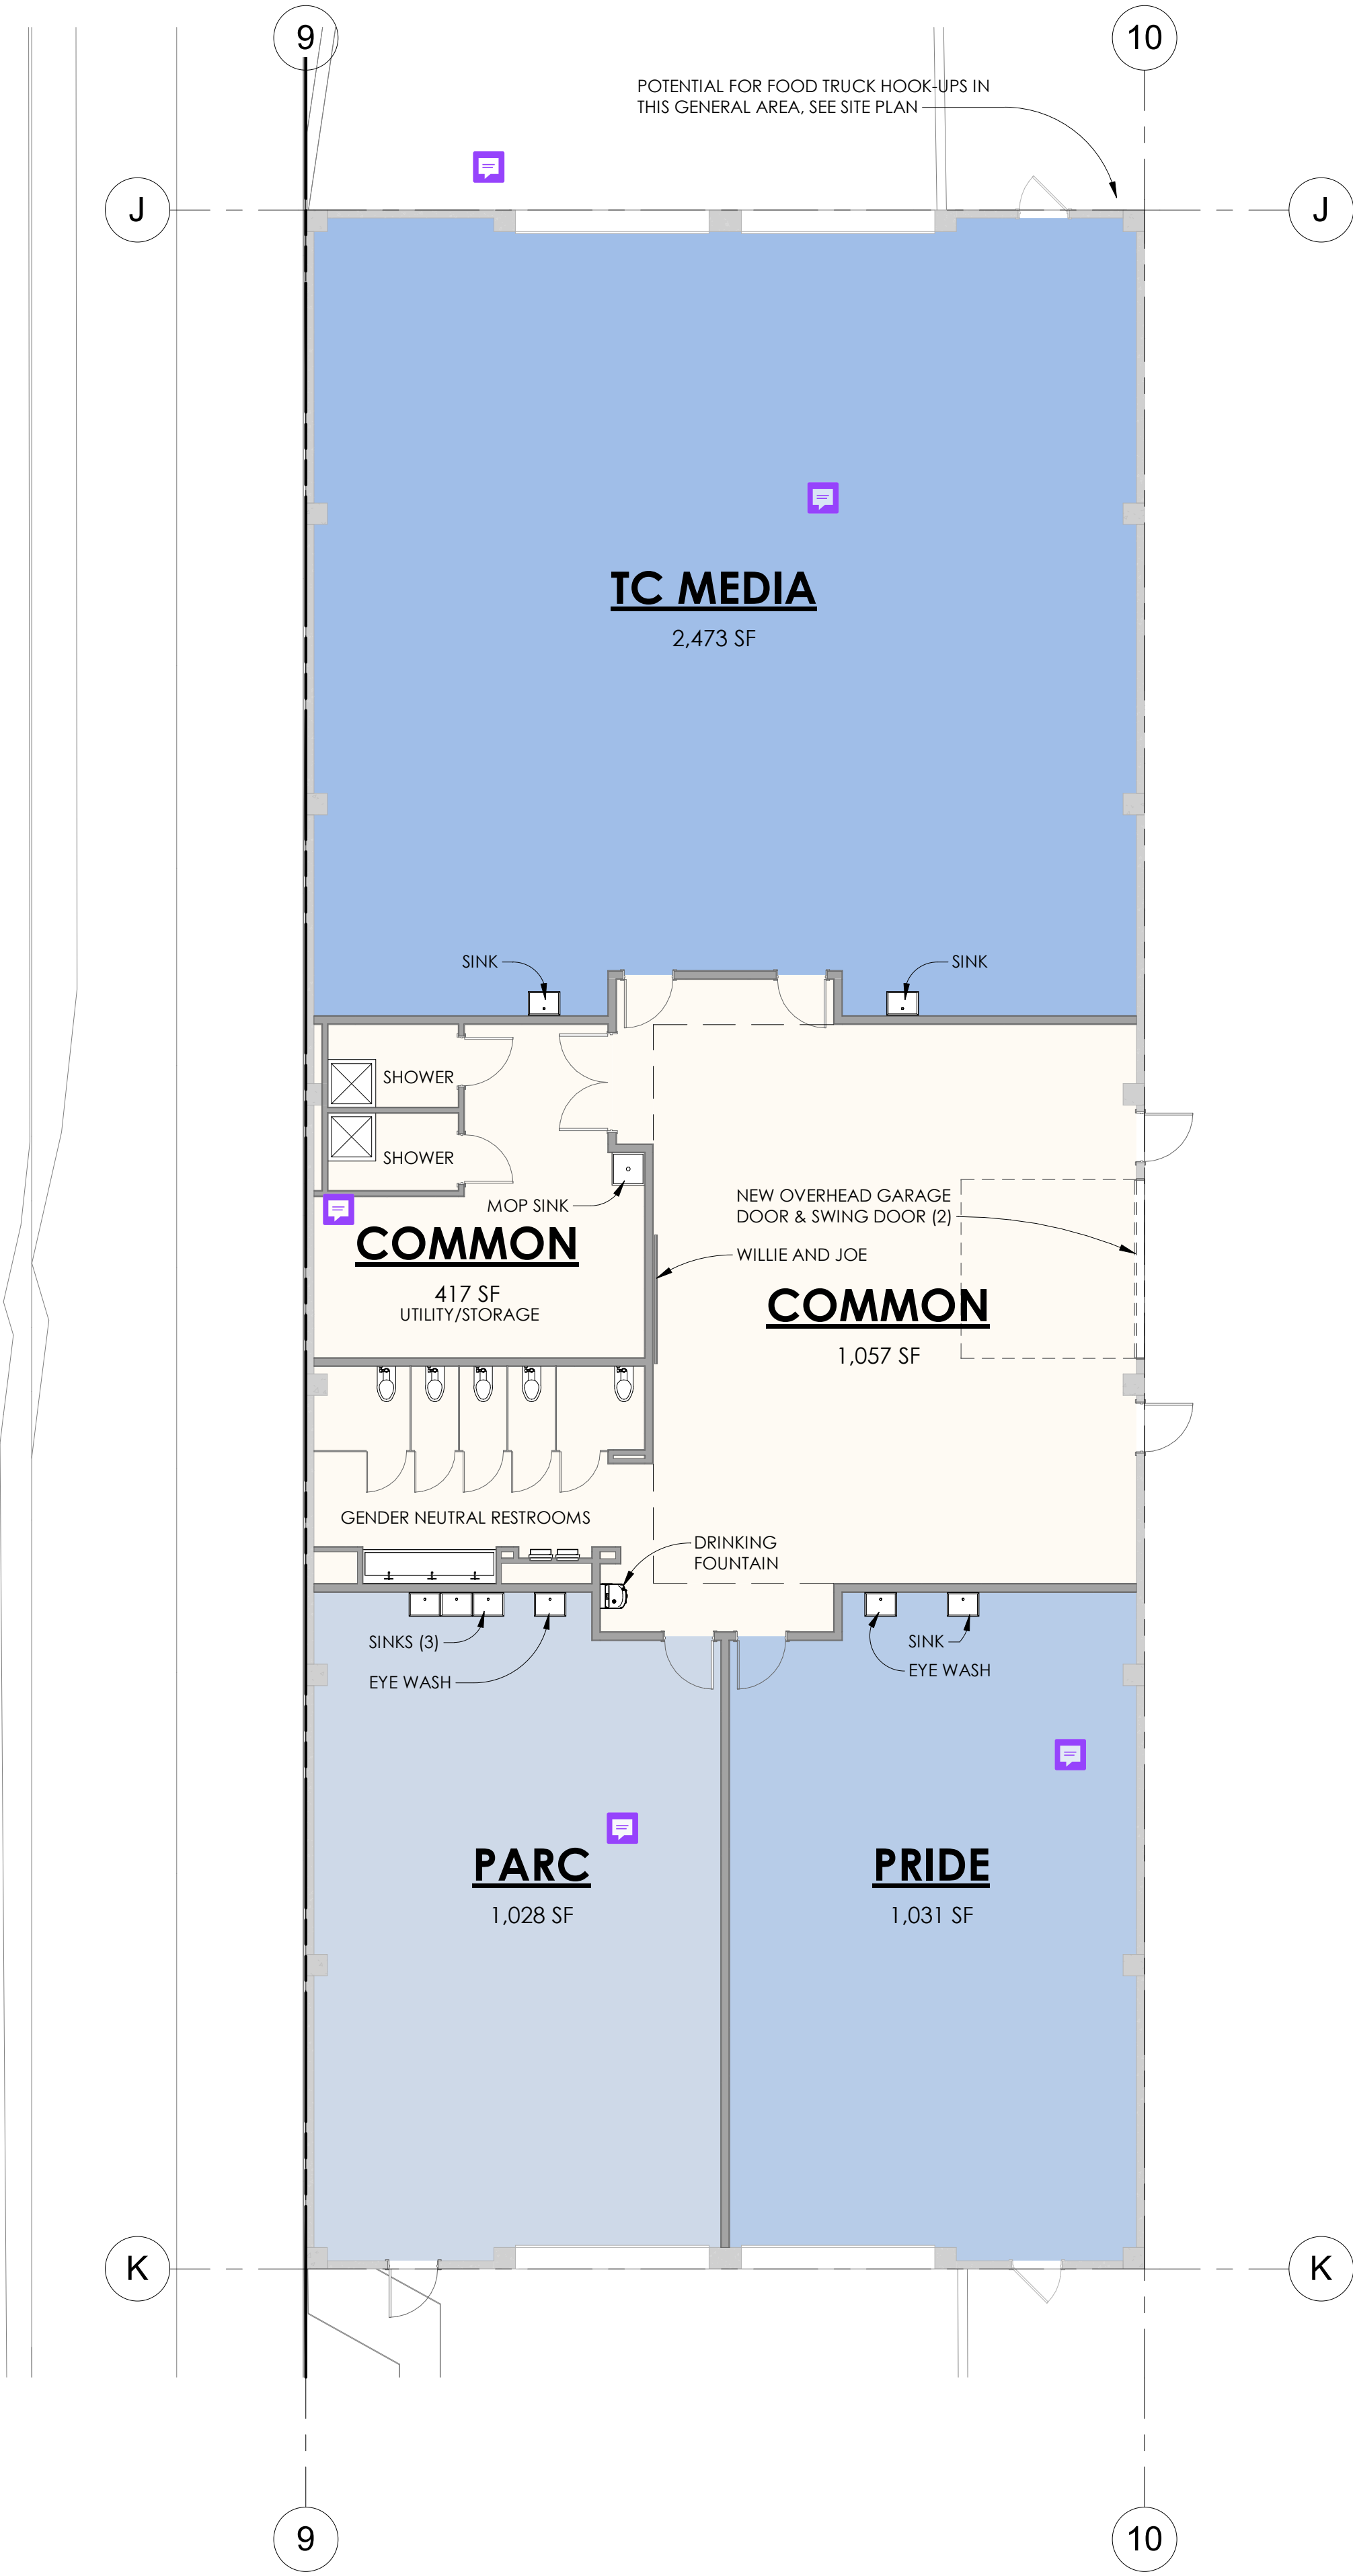 9
10
POTENTIAL FOR FOOD TRUCK HOOK-UPS IN
THIS GENERAL AREA, SEE SITE PLAN
J
J
TC MEDIA
2,473 SF
SINK
SINK
SHOWER
SHOWER
MOP SINK
NEW OVERHEAD GARAGE
DOOR & SWING DOOR (2)
COMMON
417 SF
UTILITY/STORAGE
WILLIE AND JOE
COMMON
1,057 SF
GENDER NEUTRAL RESTROOMS
DRINKING
FOUNTAIN
SINKS (3)
EYE WASH
SINK
EYE WASH
PARC
1,028 SF
PRIDE
1,031 SF
K
K
9
10